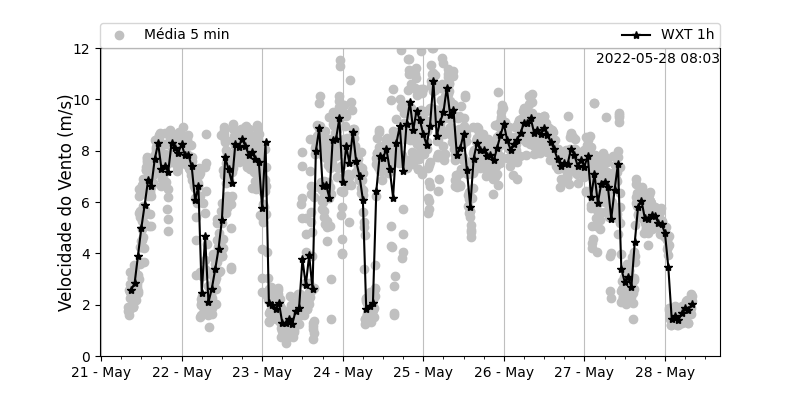 Média 5 min
WXT 1h
2022-05-28 08:03
Velocidade do Vento (m/s)
12
10
8
6
4
2
0
21 - May
22 - May
23 - May
24 - May
25 - May
26 - May
27 - May
28 - May